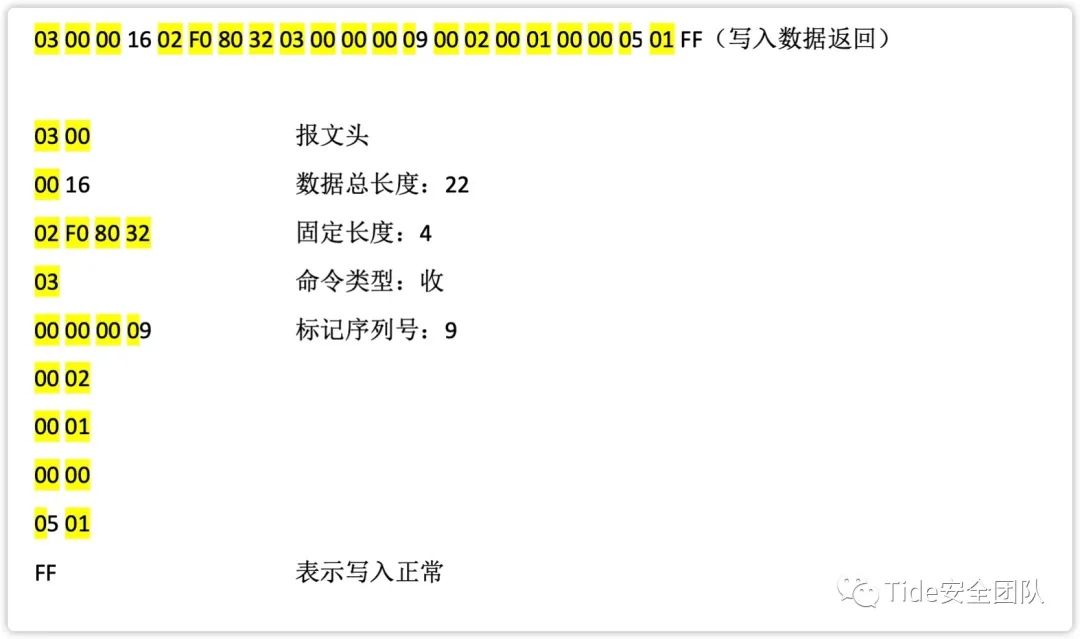 03 00 00 16 02 F0 80 32 03 00 00 00 09 00 02 00 01 00 00 05 01 FF（写入数据返回）
03 00 报文头
00 16 数据总长度：22
02 F0 80 32 固定长度：4
03 命令类型：收
00 00 00 09 标记序列号：9
00 02
00 01
00 00
05 01
FF 表示写入正常
Tide安全团队